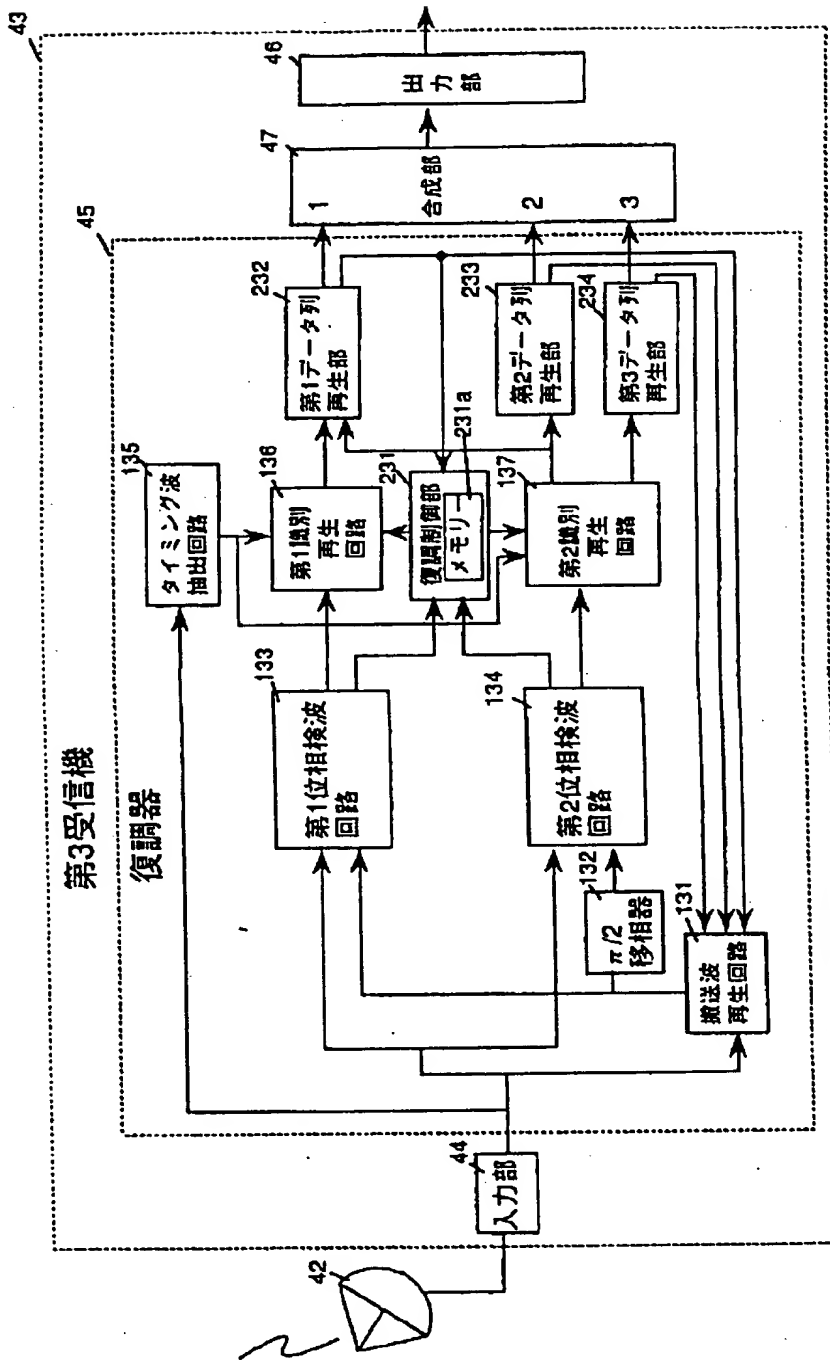 第3受信機
43
復調器
45
42
入力部
44
タイミング波
抽出回路
135
第1位相検波
回路
133
第1識別
再生
回路
136
第1データ列
再生部
232
復調制御部
231
メモリー
231a
第2位相検波
回路
134
π/2
移相器
132
搬送波
再生回路
131
第2識別
再生
回路
137
第2データ列
再生部
233
第3データ列
再生部
234
合成部
47
1
2
3
出力部
46